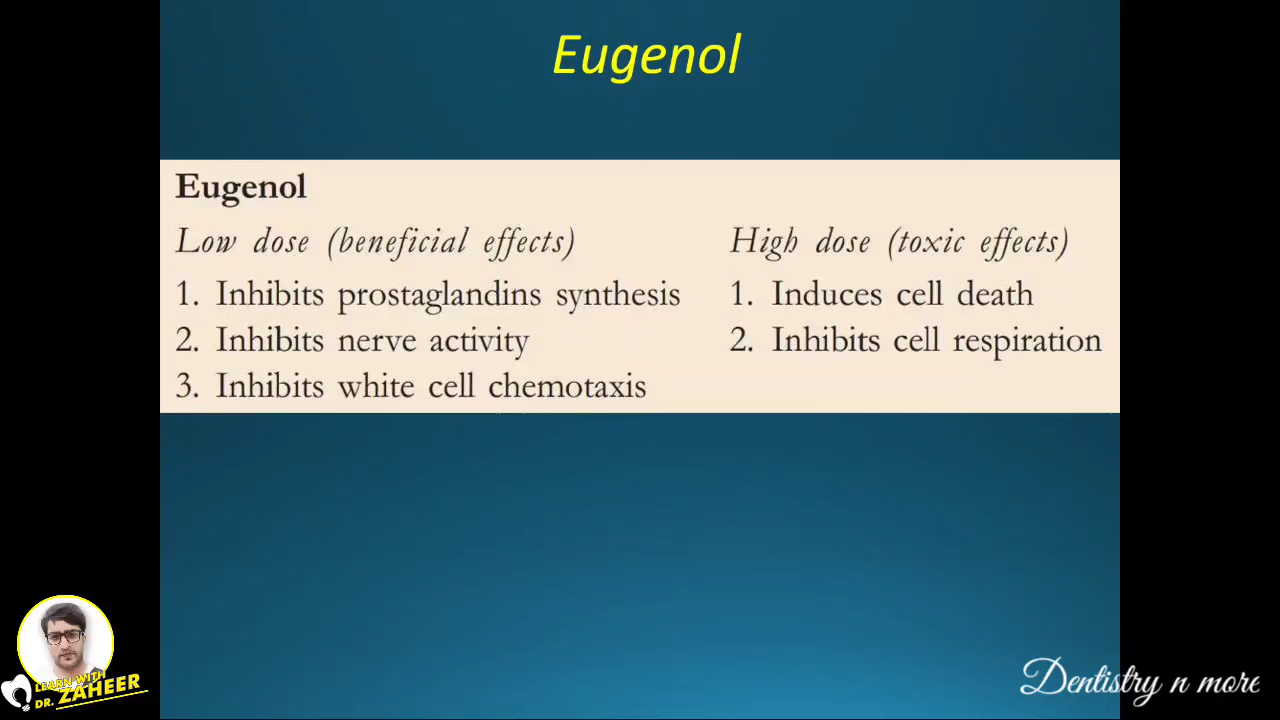 Eugenol
Eugenol
Low dose (beneficial effects)
1. Inhibits prostaglandins synthesis
2. Inhibits nerve activity
3. Inhibits white cell chemotaxis
High dose (toxic effects)
1. Induces cell death
2. Inhibits cell respiration
LEARN WITH
DR. ZAHEER
Dentistry n more